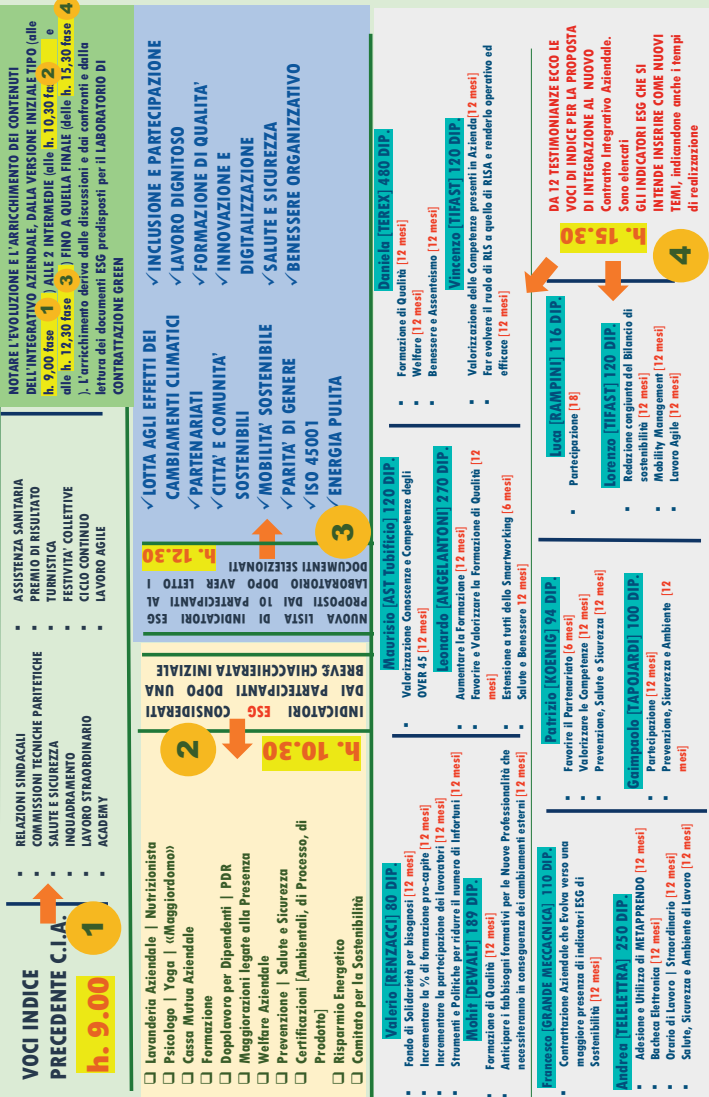 VOCI INDICE
PRECEDENTE C.I.A.
h. 9.00
1
RELAZIONI SINDACALI
COMMISSIONI TECNICHE PARITETICHE
SALUTE E SICUREZZA
INQUADRAMENTO
LAVORO STRAORDINARIO
ACADEMY
ASSISTENZA SANITARIA
PREMIO DI RISULTATO
TURNISTICA
FESTIVITA' COLLETTIVE
CICLO CONTINUO
LAVORO AGILE
NOTARE L'EVOLUZIONE E L'ARRICCHIMENTO DEI CONTENUTI
DELL'INTEGRATIVO AZIENDALE, DALLA VERSIONE INIZIALE TIPO (alle
h. 9,00 fase 1 ) ALLE 2 INTERMEDIE (alle h. 10,30 fa 2 e
alle h. 12,30 fase 3 ) FINO A QUELLA FINALE (delle h. 15,30 fase 4
). L'arricchimento deriva dalle discussioni e dai confronti e dalla
lettura dei documenti ESG predisposti per il LABORATORIO DI
CONTRATTAZIONE GREEN
❑ Lavanderia Aziendale | Nutrizionista
❑ Psicologo | Yoga | «Maggiordomo»
❑ Cassa Mutua Aziendale
❑ Formazione
❑ Dopolavoro per Dipendenti | PDR
❑ Maggiorazioni legate alla Presenza
❑ Welfare Aziendale
❑ Prevenzione | Salute e Sicurezza
❑ Certificazioni [Ambientali, di Processo, di
Prodotto]
❑ Risparmio Energetico
❑ Comitato per la Sostenibilità
2
h. 10.30
INDICATORI ESG CONSIDERATI
DAI PARTECIPANTI DOPO UNA
BREVE CHIACCHIERATA INIZIALE
NUOVA LISTA DI INDICATORI ESG
PROPOSTI DAI 10 PARTECIPANTI AL
LABORATORIO DOPO AVER LETTO I
DOCUMENTI SELEZIONATI
h. 12.30
3
✓LOTTA AGLI EFFETTI DEI
CAMBIAMENTI CLIMATICI
✓PARTENARIATI
✓CITTA' E COMUNITA'
SOSTENIBILI
✓MOBILITA' SOSTENIBILE
✓PARITA' DI GENERE
✓ISO 45001
✓ENERGIA PULITA
✓INCLUSIONE E PARTECIPAZIONE
✓LAVORO DIGNITOSO
✓FORMAZIONE DI QUALITA'
✓INNOVAZIONE E
DIGITALIZZAZIONE
✓SALUTE E SICUREZZA
✓BENESSERE ORGANIZZATIVO
Valerio [RENZACCI] 80 DIP.
Fondo di Solidarietà per bisognosi [12 mesi]
Incrementare la % di formazione pro-capite [12 mesi]
Incrementare la partecipazione dei lavoratori [12 mesi]
Strumenti e Politiche per ridurre il numero di Infortuni [12 mesi]
Mohit [DEWALT] 189 DIP.
Formazione di Qualità [12 mesi]
Anticipare i fabbisogni formativi per le Nuove Professionalità che
necessiteranno in conseguenza dei cambiamenti esterni [12 mesi]
Maurisio [AST Tubificio] 120 DIP.
Valorizzazione Conoscenze e Competenze degli
OVER 45 [12 mesi]
Leonardo [ANGELANTONI] 270 DIP.
Aumentare la Formazione [12 mesi]
Favorire e Valorizzare la Formazione di Qualità [12
mesi]
Estensione a tutti dello Smartworking [6 mesi]
Salute e Benessere 12 mesi]
Daniela [TEREX] 480 DIP.
Formazione di Qualità [12 mesi]
Welfare [12 mesi]
Benessere e Assenteismo [12 mesi]
Vincenzo [TIFAST] 120 DIP.
Valorizzazione delle Competenze presenti in Azienda[12 mesi]
Far evolvere il ruolo di RLS a quello di RLSA e renderlo operativo ed
efficace [12 mesi]
Francesco [GRANDE MECCACNICA] 110 DIP.
Contrattazione Aziendale che Evolva verso una
maggiore presenza di indicatori ESG di
Sostenibilità [12 mesi]
Andrea [TELELETTRA] 250 DIP.
Adesione e Utilizzo di METAPPRENDO [12 mesi]
Bacheca Elettronica [12 mesi]
Orario di Lavoro | Straordinario [12 mesi]
Salute, Sicurezza e Ambiente di Lavoro [12 mesi]
Patrizio [KOENIG] 94 DIP.
Favorire il Partenariato [6 mesi]
Valorizzare le Competenze [12 mesi]
Prevenzione, Salute e Sicurezza [12 mesi]
Gaimpaolo [TAPOJARDI] 100 DIP.
Partecipazione [12 mesi]
Prevenzione, Sicurezza e Ambiente [12
mesi]
Luca [RAMPINI] 116 DIP.
Partecipazione [18]
Lorenzo [TIFAST] 120 DIP.
Redazione congiunta del Bilancio di
sostenibilità [12 mesi]
Mobility Management [12 mesi]
Lavoro Agile [12 mesi]
h. 15.30
4
DA 12 TESTIMONIANZE ECCO LE
VOCI DI INDICE PER LA PROPOSTA
DI INTEGRAZIONE AL NUOVO
Contratto Integrativo Aziendale.
Sono elencati
GLI INDICATORI ESG CHE SI
INTENDE INSERIRE COME NUOVI
TEMI, indicandone anche i tempi
di realizzazione